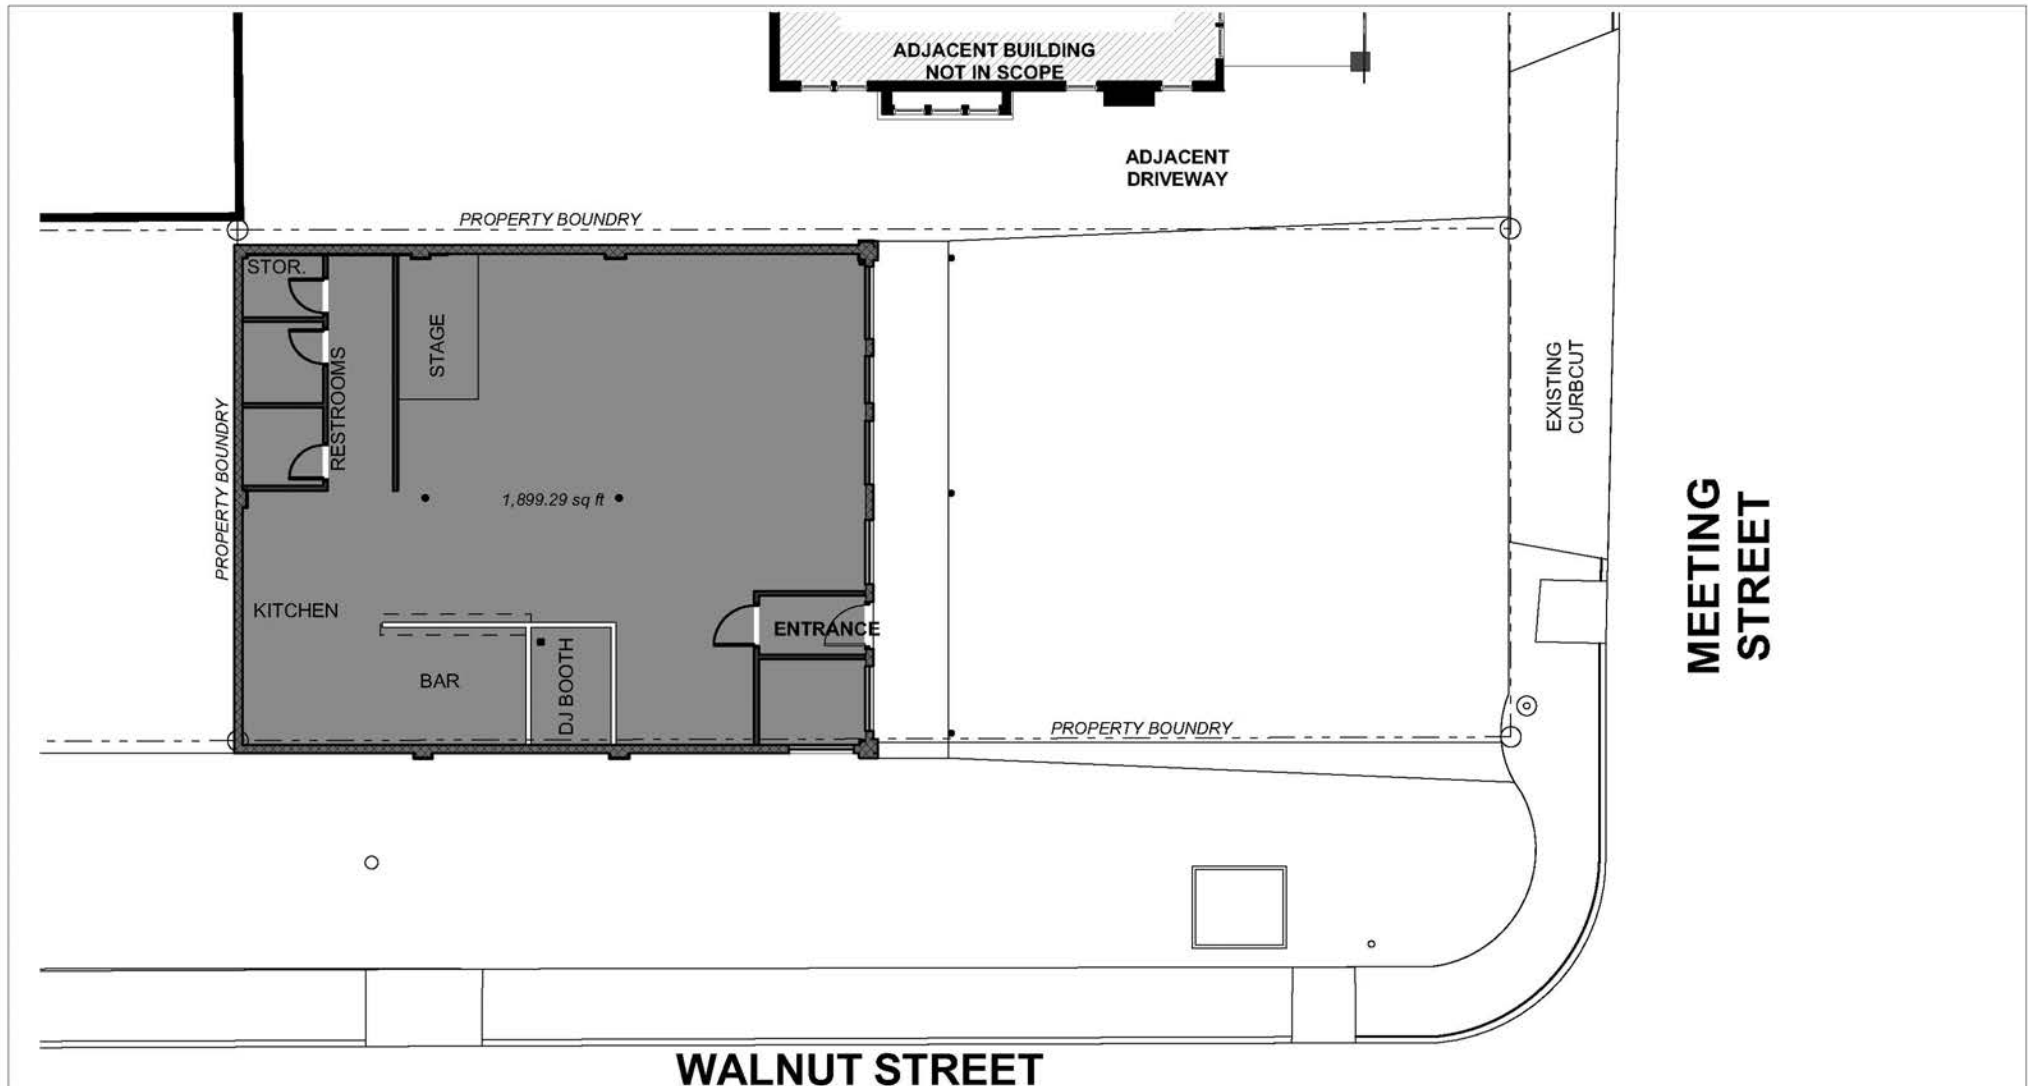 ADJACENT BUILDING
NOT IN SCOPE
ADJACENT
DRIVEWAY
PROPERTY BOUNDRY
STOR.
STAGE
RESTROOMS
PROPERTY BOUNDRY
1,899.29 sq ft
EXISTING
CURBCUT
MEETING
STREET
KITCHEN
ENTRANCE
BAR
DJ BOOTH
PROPERTY BOUNDRY
WALNUT STREET